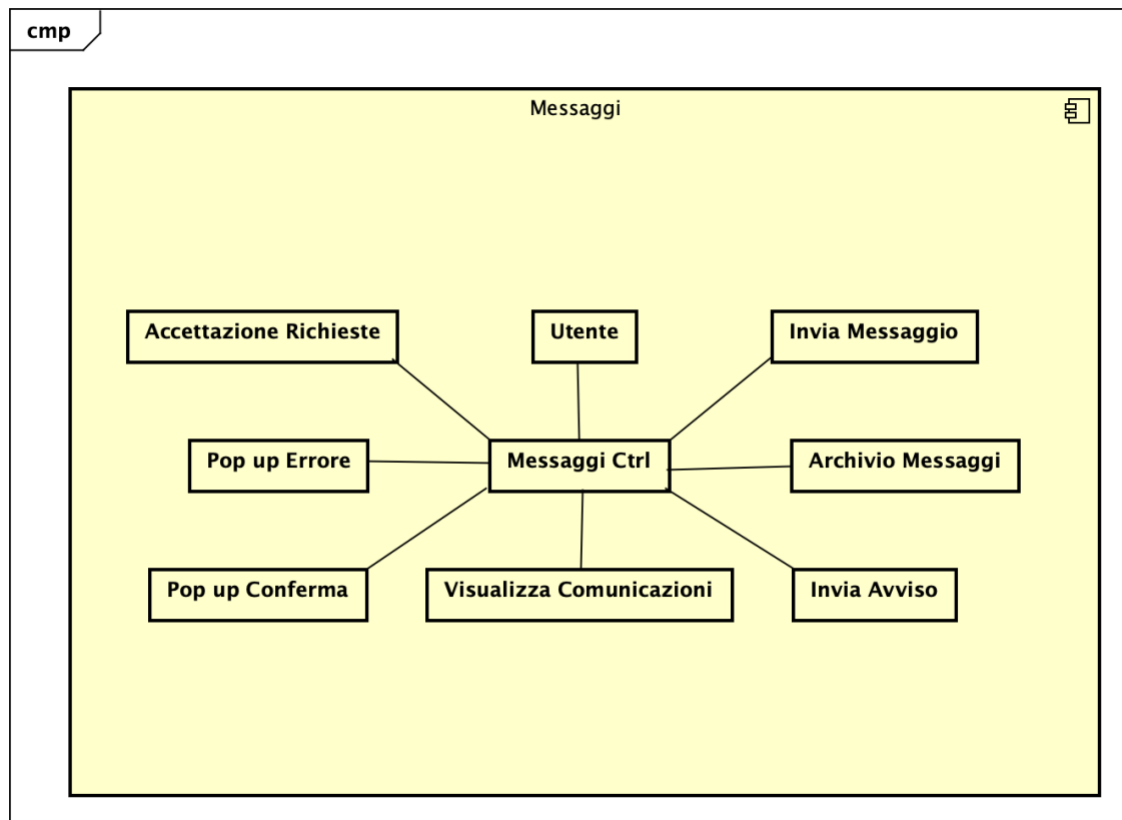 cmp
Messaggi
Accettazione Richieste
Utente
Invia Messaggio
Pop up Errore
Messaggi Ctrl
Archivio Messaggi
Pop up Conferma
Visualizza Comunicazioni
Invia Avviso